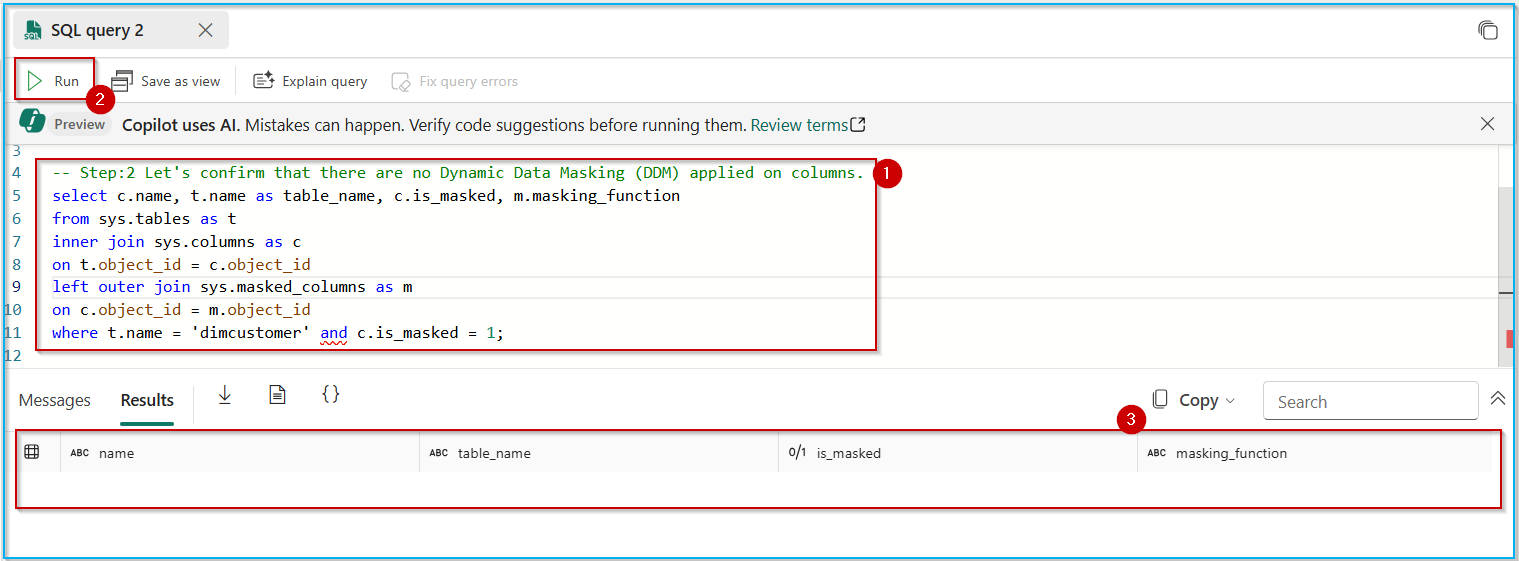 SQL query 2
Run
Save as view
Explain query
Fix query errors
2
Preview
Copilot uses AI. Mistakes can happen. Verify code suggestions before running them. Review terms
3
4 -- Step:2 Let's confirm that there are no Dynamic Data Masking (DDM) applied on columns.
1
5 select c.name, t.name as table_name, c.is_masked, m.masking_function
6 from sys.tables as t
7 inner join sys.columns as c
8 on t.object_id = c.object_id
9 left outer join sys.masked_columns as m
10 on c.object_id = m.object_id
11 where t.name = 'dimcustomer' and c.is_masked = 1;
12
Messages
Results
{}
Copy
Search
3
ABC name
ABC table_name
0/1 is_masked
ABC masking_function